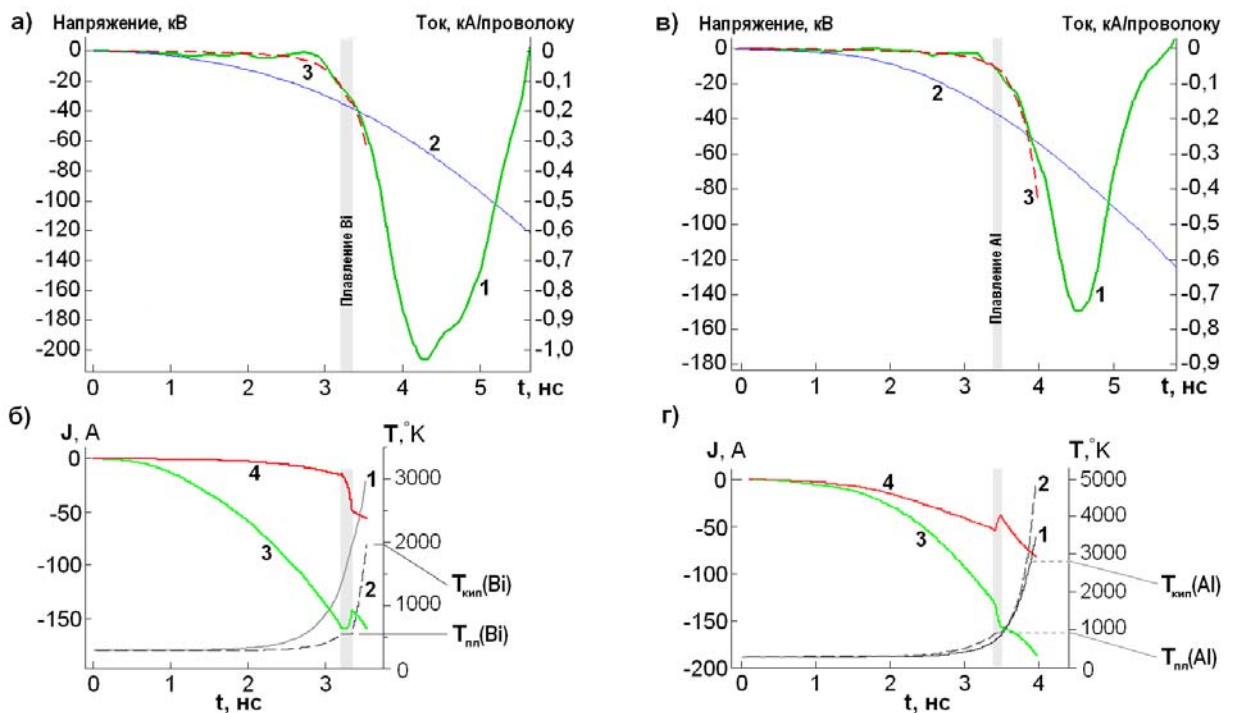 а)
Напряжение, кВ
Ток, кА/проволоку
0
-20
-40
-60
-80
-100
-120
-140
-160
-180
-200
0
-0,1
-0,2
-0,3
-0,4
-0,5
-0,6
-0,7
-0,8
-0,9
-1,0
3
2
1
Плавление Bi
0 1 2 3 4 5
t, нс
в)
Напряжение, кВ
Ток, кА/проволоку
0
-20
-40
-60
-80
-100
-120
-140
-160
-180
0
-0,1
-0,2
-0,3
-0,4
-0,5
-0,6
-0,7
-0,8
-0,9
2
3
1
Плавление Al
0 1 2 3 4 5
t, нс
б)
J, А
T,°K
0
-50
-100
-150
3000
2000
1000
0
4
1
3
2
Tкип(Bi)
Tпл(Bi)
0 1 2 3 4
t, нс
г)
J, А
T,°K
0
-50
-100
-150
-200
5000
4000
3000
2000
1000
0
4
2
1
3
Tкип(Al)
Tпл(Al)
0 1 2 3 4
t, нс